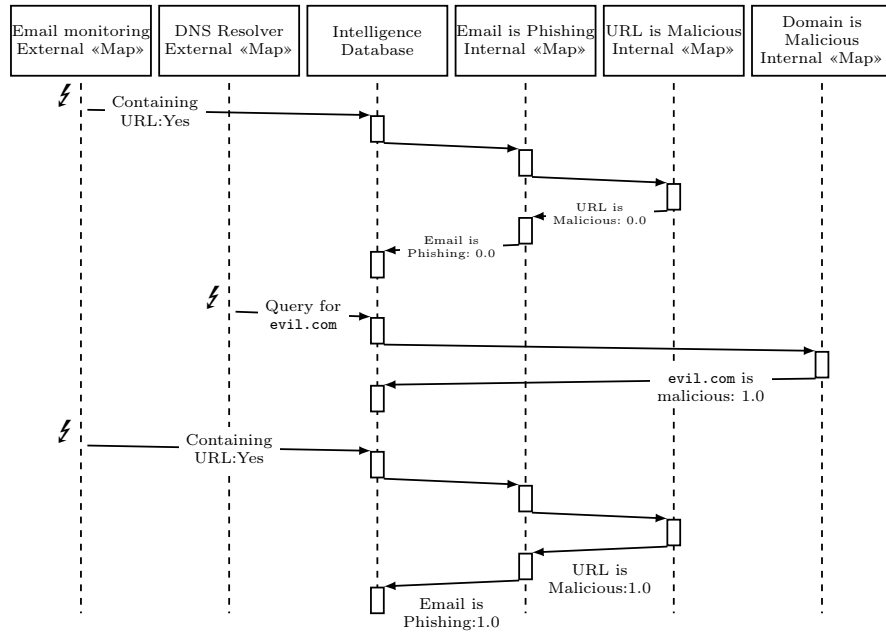 Email monitoring
External «Map»
DNS Resolver
External «Map»
Intelligence
Database
Email is Phishing
Internal «Map»
URL is Malicious
Internal «Map»
Domain is
Malicious
Internal «Map»
Containing
URL:Yes
URL is
Malicious: 0.0
Email is
Phishing: 0.0
Query for
evil.com
evil.com is
malicious: 1.0
Containing
URL:Yes
URL is
Malicious:1.0
Email is
Phishing:1.0